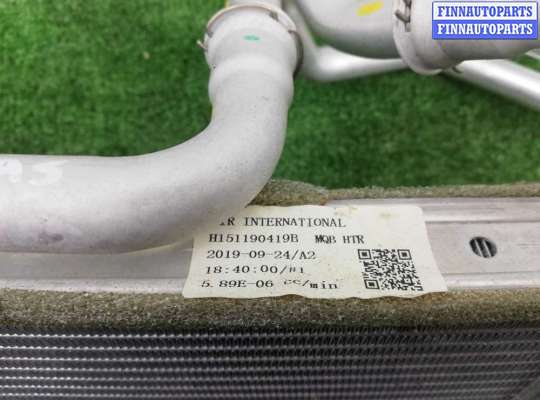 FINNAUTOPARTS
FINNAUTOPARTS
FINNAUTOPARTS
INTERNATIONAL
H151190419B MQB HTR
2019-09-24/A2
18:40:00/#1
5.89E-06 cc/min